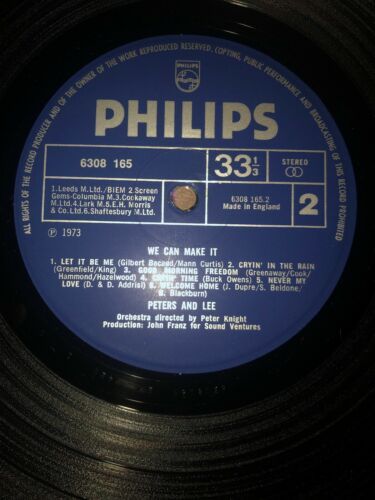 ALL RIGHTS OF THE RECORD PRODUCER AND OF THE OWNER OF THE WORK REPRODUCED RESERVED. COPYING, PUBLIC PERFORMANCE AND BROADCASTING OF THIS RECORD PROHIBITED
PHILIPS
PHILIPS
6308 165
33 1/3
STEREO
1.Leeds M.Ltd./BIEM 2.Screen
Gems-Columbia M.3.Cockaway
M.Ltd.4.Lark M.5.E.H.Morris
& Co.Ltd.6.Shaftesbury M.Ltd.
6308 165.2
Made in England
2
Ⓟ 1973
WE CAN MAKE IT
1. LET IT BE ME (Gilbert Becaud/Mann Curtis) 2. CRYIN' IN THE RAIN
(Greenfield/King) 3. GOOD MORNING FREEDOM (Greenaway/Cook/
Hammond/Hazelwood) 4. CRYIN' TIME (Buck Owens) 5. NEVER MY
LOVE (D. & D. Addrisi) 6. WELCOME HOME (J. Dupre/S. Beldone/
B. Blackburn)
PETERS AND LEE
Orchestra directed by Peter Knight
Production: John Franz for Sound Ventures